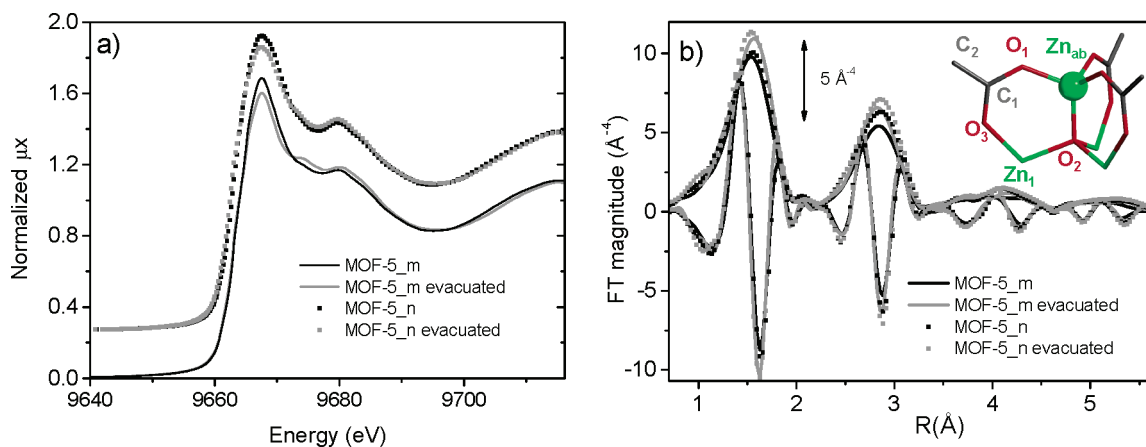 a)
Normalized µx
2.0
1.6
1.2
0.8
0.4
0.0
MOF-5_m
MOF-5_m evacuated
MOF-5_n
MOF-5_n evacuated
9640
9660
9680
9700
Energy (eV)
b)
FT magnitude (Å⁻⁴)
10
5
0
-5
-10
5 Å⁻⁴
C₂
O₁
Znₐb
C₁
O₃
O₂
Zn₁
MOF-5_m
MOF-5_m evacuated
MOF-5_n
MOF-5_n evacuated
1
2
3
4
5
R(Å)